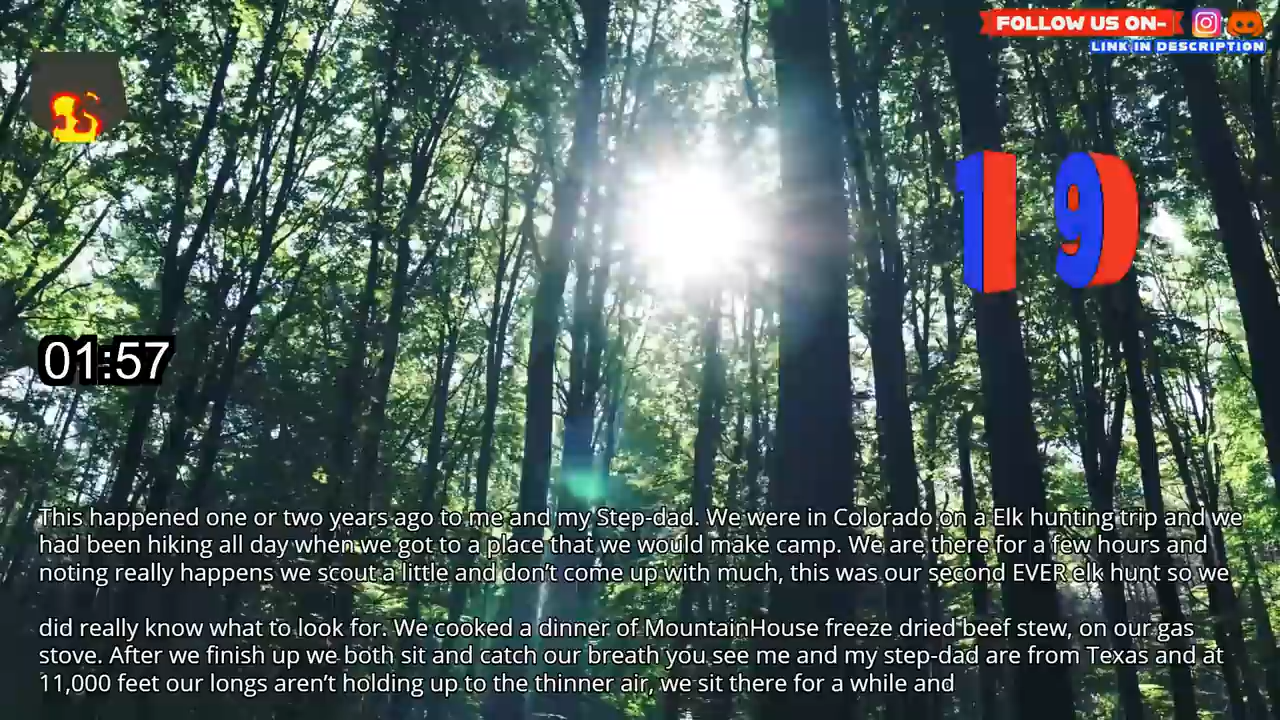 FOLLOW US ON-
LINK IN DESCRIPTION
19
01:57
This happened one or two years ago to me and my Step-dad. We were in Colorado on a Elk hunting trip and we
had been hiking all day when we got to a place that we would make camp. We are there for a few hours and
noting really happens we scout a little and don’t come up with much, this was our second EVER elk hunt so we
did really know what to look for. We cooked a dinner of MountainHouse freeze dried beef stew, on our gas
stove. After we finish up we both sit and catch our breath you see me and my step-dad are from Texas and at
11,000 feet our longs aren’t holding up to the thinner air, we sit there for a while and